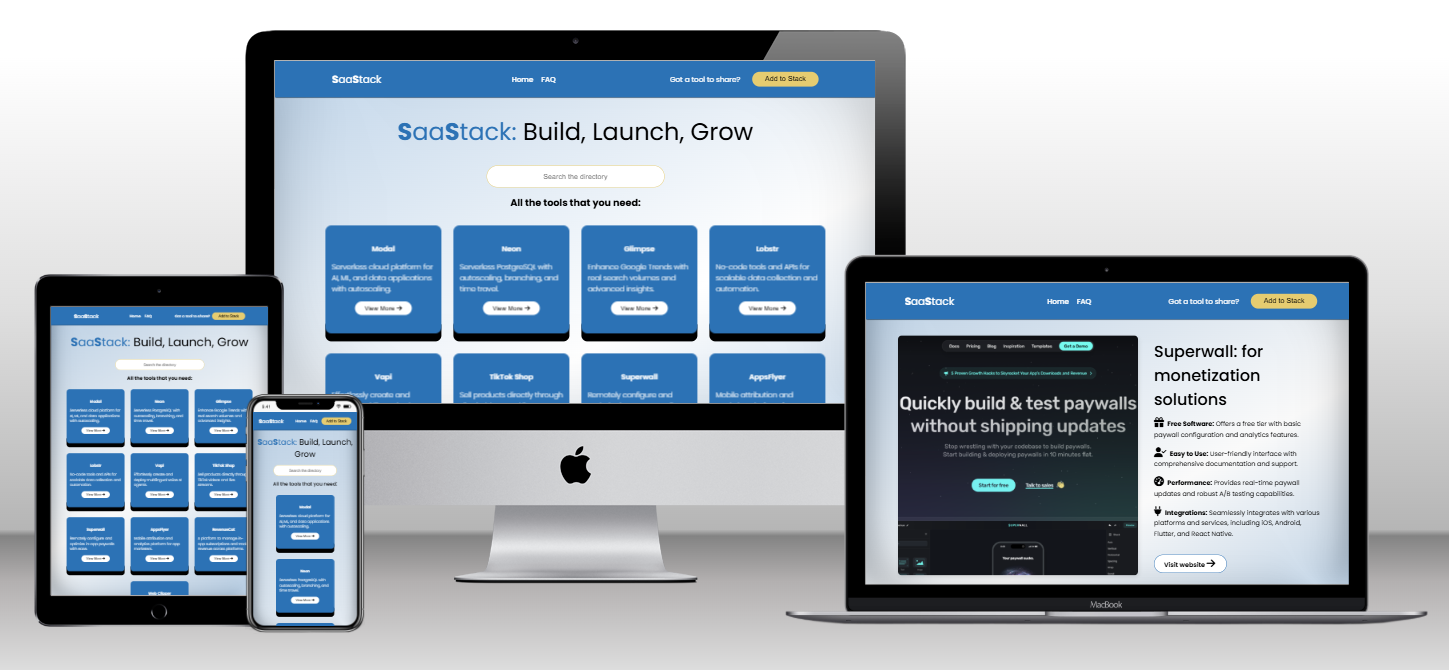 SaaStack
Home FAQ
Got a tool to share?
Add to Stack
SaaStack: Build, Launch, Grow
Search the directory
All the tools that you need:
Modal
Serverless cloud platform for
AI, ML, and data applications
with autoscaling.
View More →
Neon
Serverless PostgreSQL with
autoscaling, branching, and
time travel.
View More →
Glimpse
Enhance Google Trends with
real search volumes and
advanced insights.
View More →
Lobstr
No-code tools and APIs for
scalable data collection and
automation.
View More →
Vapi
Effortlessly create and
TikTok Shop
Sell products directly through
Superwall
Remotely configure and
AppsFlyer
Mobile attribution and
SaaStack
Home FAQ
Got a tool to share?
Add to Stack
SaaStack: Build, Launch, Grow
Search the directory
All the tools that you need:
Modal
Serverless cloud platform for
AI, ML, and data applications
with autoscaling.
View More →
Neon
Serverless PostgreSQL with
autoscaling, branching, and
time travel.
View More →
Glimpse
Enhance Google Trends with
real search volumes and
advanced insights.
View More →
Lobstr
No-code tools and APIs for
scalable data collection and
automation.
View More →
Vapi
Effortlessly create and
deploy multilingual voice AI
agents.
View More →
TikTok Shop
Sell products directly through
TikTok videos and live
streams.
View More →
Superwall
Remotely configure and
optimize in-app paywalls
with ease.
View More →
AppsFlyer
Mobile attribution and
analytics platform for app
marketers.
View More →
RevenueCat
A platform to manage in-
app subscriptions and
revenue across platforms.
View More →
9:41
SaaStack
Home FAQ
Add to Stack
SaaStack: Build, Launch,
Grow
Search the directory
All the tools that you need:
Modal
Serverless cloud platform for
AI, ML, and data applications
with autoscaling.
View More →
Neon
Serverless PostgreSQL with
autoscaling, branching, and
time travel.
View More →
SaaStack
Home FAQ
Got a tool to share?
Add to Stack
Docs Pricing Blog Inspiration Templates Get a Demo
5 Proven Growth Hacks to Skyrocket Your App's Downloads and Revenue
Quickly build & test paywalls
without shipping updates
Stop wrestling with your codebase to build paywalls.
Start building & deploying paywalls in 10 minutes flat.
Start for free
Talk to sales
SUPERWALL
Your paywall sucks.
Superwall: for
monetization
solutions
Free Software: Offers a free tier with basic
paywall configuration and analytics features.
Easy to Use: User-friendly interface with
comprehensive documentation and support.
Performance: Provides real-time paywall
updates and robust A/B testing capabilities.
Integrations: Seamlessly integrates with various
platforms and services, including iOS, Android,
Flutter, and React Native.
Visit website →
MacBook